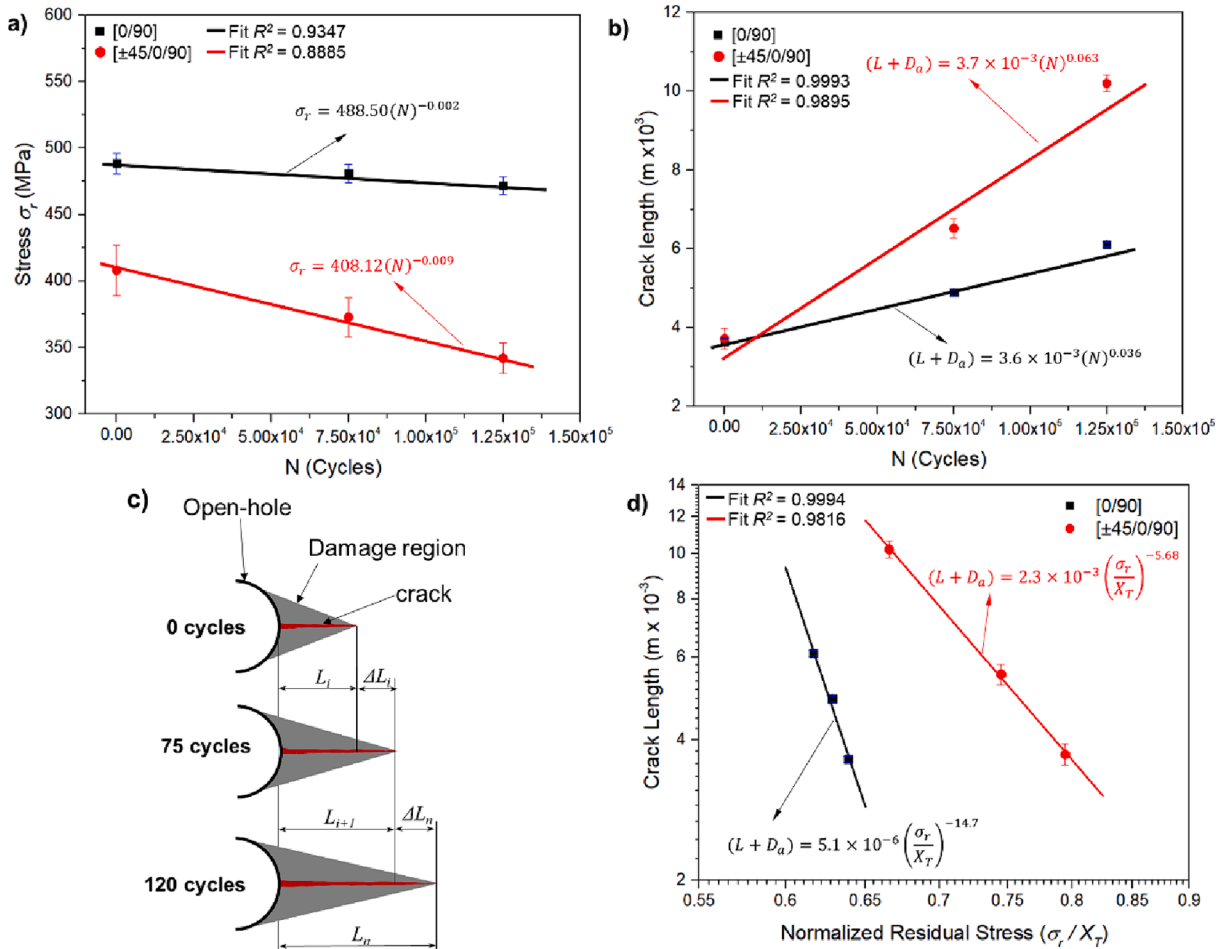 a)
[0/90]
[±45/0/90]
Fit R² = 0.9347
Fit R² = 0.8885
σᵣ = 488.50(N)⁻⁰·⁰⁰²
σᵣ = 408.12(N)⁻⁰·⁰⁰⁹
600
550
500
450
400
350
300
Stress σᵣ (MPa)
0.00
2.50x10⁴
5.00x10⁴
7.50x10⁴
1.00x10⁵
1.25x10⁵
1.50x10⁵
N (Cycles)
b)
[0/90]
[±45/0/90]
Fit R² = 0.9993
Fit R² = 0.9895
(L + Dₐ) = 3.7 × 10⁻³(N)⁰·⁰⁶³
(L + Dₐ) = 3.6 × 10⁻³(N)⁰·⁰³⁶
12
10
8
6
4
2
Crack length (m x10³)
0.00
2.50x10⁴
5.00x10⁴
7.50x10⁴
1.00x10⁵
1.25x10⁵
1.50x10⁵
N (Cycles)
c)
Open-hole
Damage region
crack
0 cycles
Lᵢ
ΔLᵢ
75 cycles
Lᵢ₊₁
ΔLₙ
120 cycles
Lₙ
d)
Fit R² = 0.9994
Fit R² = 0.9816
[0/90]
[±45/0/90]
(L + Dₐ) = 2.3 × 10⁻³ (σᵣ/X_T)⁻⁵·⁶⁸
(L + Dₐ) = 5.1 × 10⁻⁶ (σᵣ/X_T)⁻¹⁴·⁷
14
12
10
8
6
4
2
Crack Length (m × 10⁻³)
0.55
0.6
0.65
0.7
0.75
0.8
0.85
0.9
Normalized Residual Stress (σᵣ / X_T)